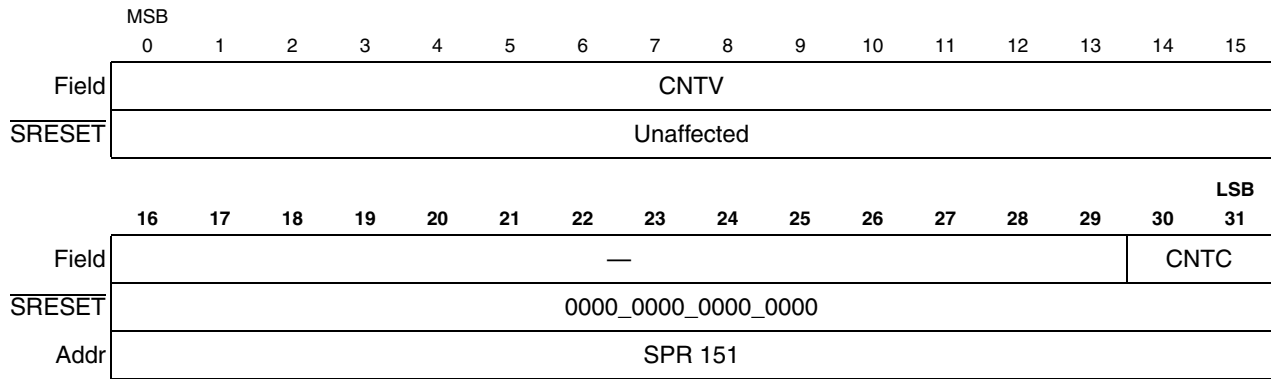 MSB
0 1 2 3 4 5 6 7 8 9 10 11 12 13 14 15
Field CNTV
SRESET Unaffected
LSB
16 17 18 19 20 21 22 23 24 25 26 27 28 29 30 31
Field — CNTC
SRESET 0000_0000_0000_0000
Addr SPR 151